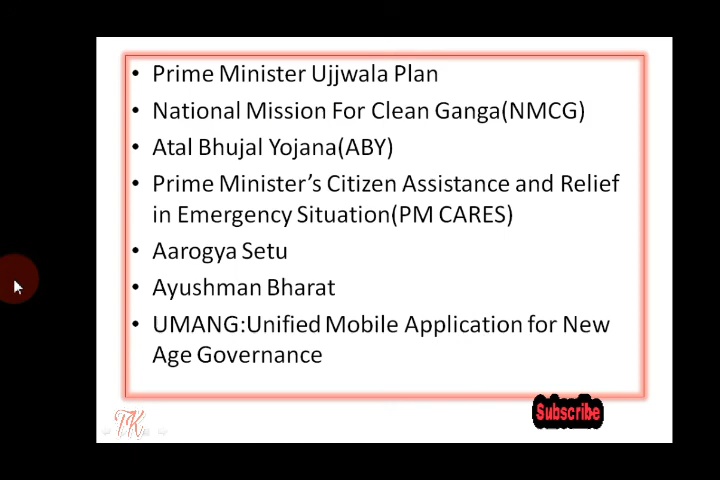 • Prime Minister Ujjwala Plan
• National Mission For Clean Ganga(NMCG)
• Atal Bhujal Yojana(ABY)
• Prime Minister’s Citizen Assistance and Relief
in Emergency Situation(PM CARES)
• Aarogya Setu
• Ayushman Bharat
• UMANG:Unified Mobile Application for New
Age Governance
Subscribe
TK